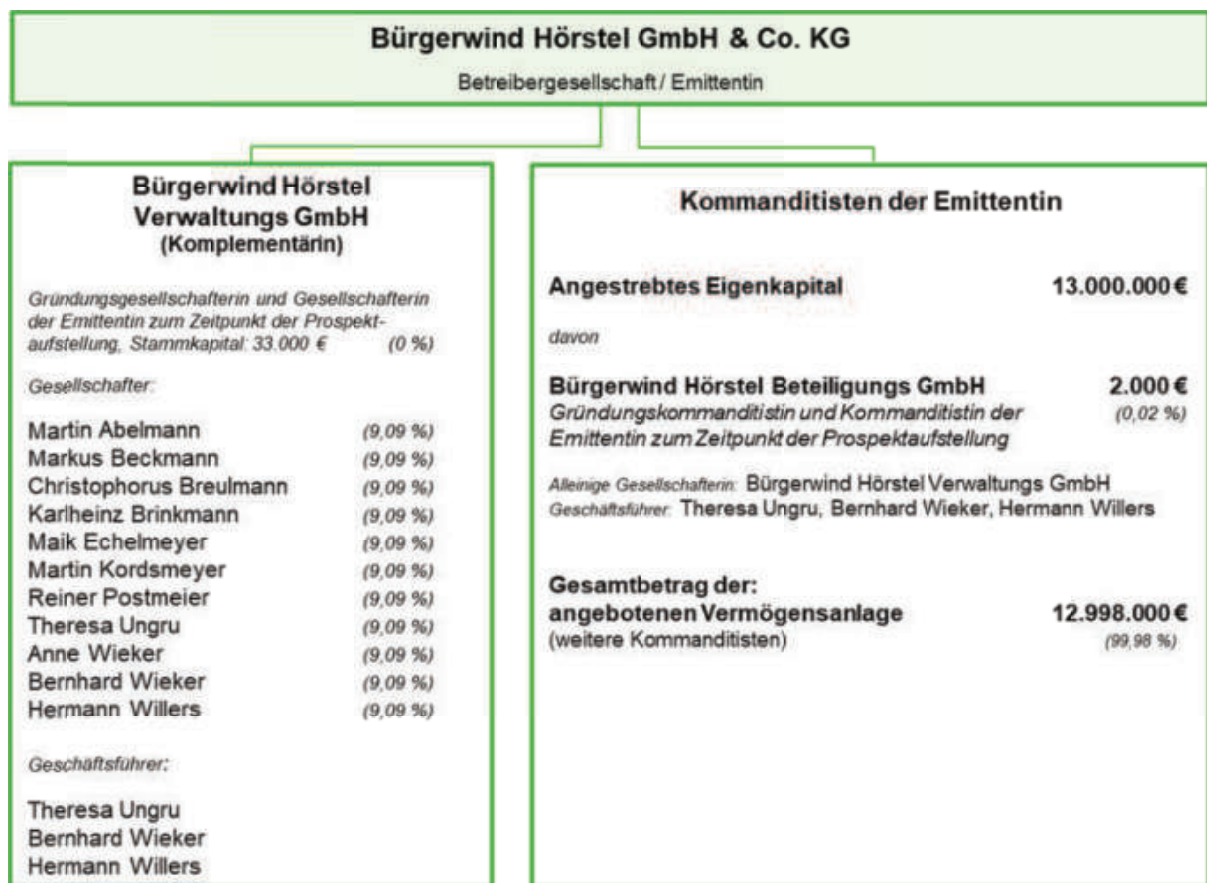 Bürgerwind Hörstel GmbH & Co. KG
Betreibergesellschaft / Emittentin
Bürgerwind Hörstel
Verwaltungs GmbH
(Komplementärin)
Gründungsgesellschafterin und Gesellschafterin
der Emittentin zum Zeitpunkt der Prospekt-
aufstellung, Stammkapital: 33.000 € (0 %)
Gesellschafter:
Martin Abelmann (9,09 %)
Markus Beckmann (9,09 %)
Christophorus Breulmann (9,09 %)
Karlheinz Brinkmann (9,09 %)
Maik Echelmeyer (9,09 %)
Martin Kordsmeyer (9,09 %)
Reiner Postmeier (9,09 %)
Theresa Ungru (9,09 %)
Anne Wieker (9,09 %)
Bernhard Wieker (9,09 %)
Hermann Willers (9,09 %)
Geschäftsführer:
Theresa Ungru
Bernhard Wieker
Hermann Willers
Kommanditisten der Emittentin
Angestrebtes Eigenkapital 13.000.000 €
davon
Bürgerwind Hörstel Beteiligungs GmbH 2.000 €
Gründungskommanditistin und Kommanditistin der (0,02 %)
Emittentin zum Zeitpunkt der Prospektaufstellung
Alleinige Gesellschafterin: Bürgerwind Hörstel Verwaltungs GmbH
Geschäftsführer: Theresa Ungru, Bernhard Wieker, Hermann Willers
Gesamtbetrag der:
angebotenen Vermögensanlage 12.998.000 €
(weitere Kommanditisten) (99,98 %)